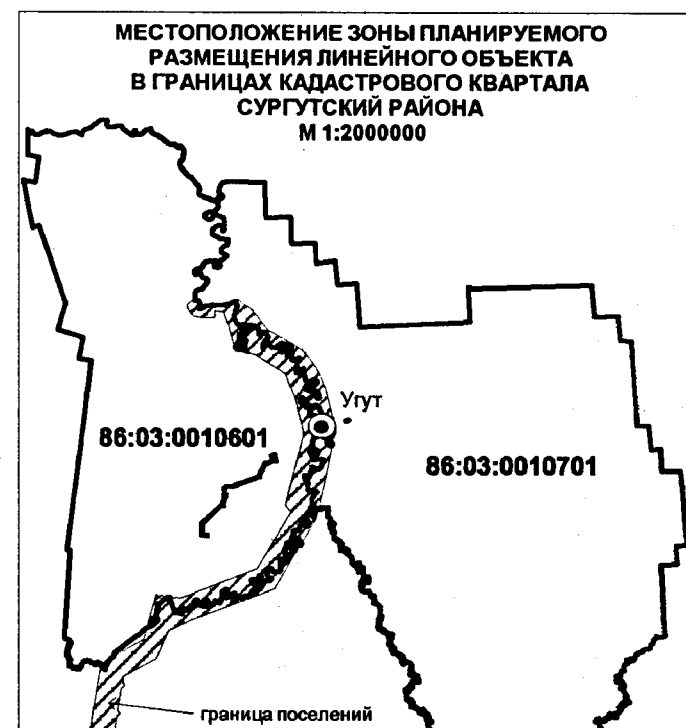 МЕСТОПОЛОЖЕНИЕ ЗОНЫ ПЛАНИРУЕМОГО
РАЗМЕЩЕНИЯ ЛИНЕЙНОГО ОБЪЕКТА
В ГРАНИЦАХ КАДАСТРОВОГО КВАРТАЛА
СУРГУТСКИЙ РАЙОНА
М 1:2000000
Угут
86:03:0010601
86:03:0010701
граница поселений